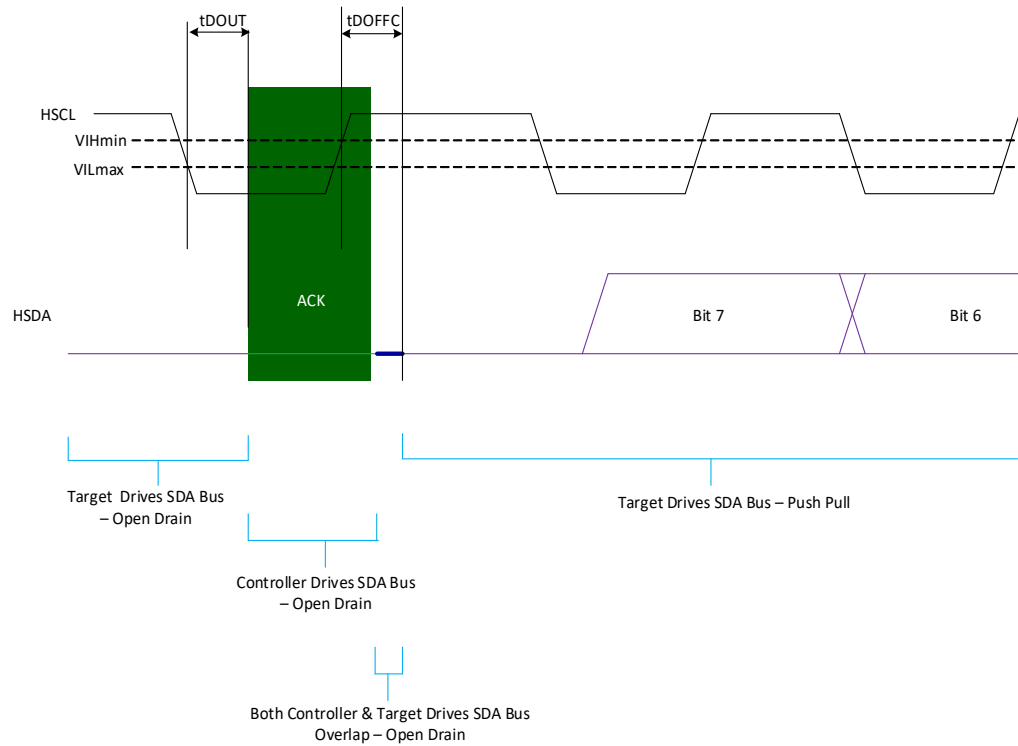 tDOUT
tDOFFC
HSCL
VIHmin
VILmax
ACK
HSDA
Bit 7
Bit 6
Target Drives SDA Bus
– Open Drain
Target Drives SDA Bus – Push Pull
Controller Drives SDA Bus
– Open Drain
Both Controller & Target Drives SDA Bus
Overlap – Open Drain